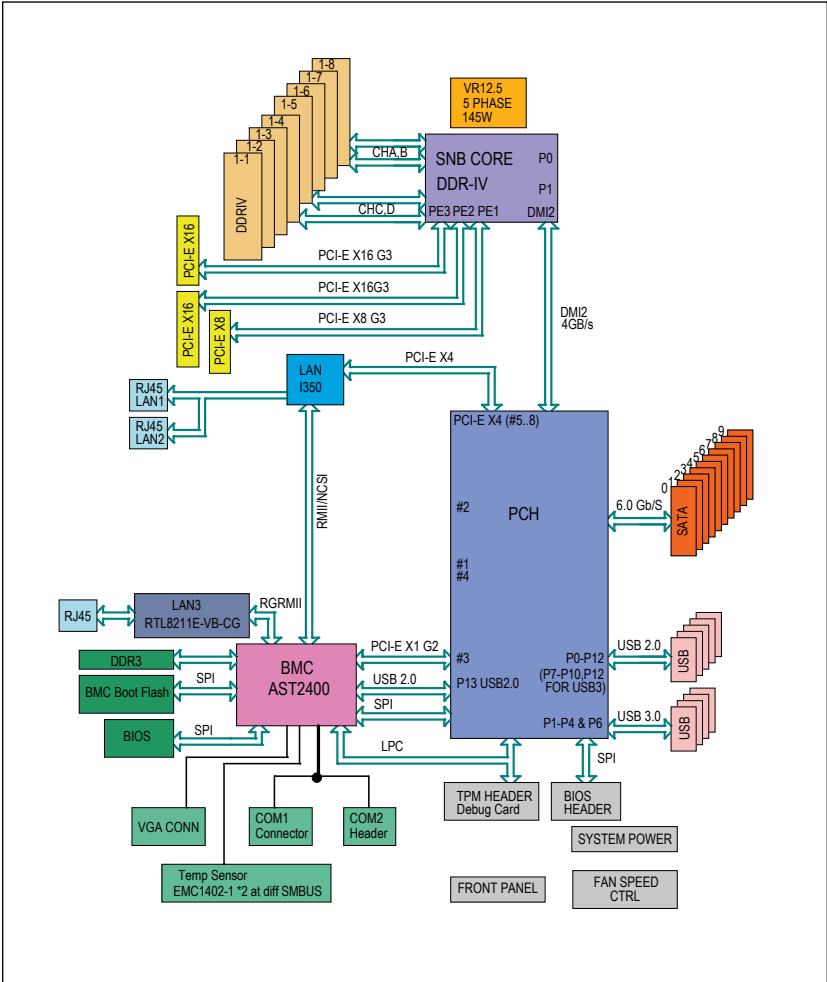 1-8
1-7
1-6
1-5
1-4
1-3
1-2
1-1
DDRIV
VR12.5
5 PHASE
145W
CHA,B
CHC,D
SNB CORE
DDR-IV
P0
P1
PE3 PE2 PE1
DMI2
PCI-E X16
PCI-E X16 G3
PCI-E X16
PCI-E X16G3
PCI-E X8
PCI-E X8 G3
DMI2
4GB/s
PCI-E X4
LAN
I350
RJ45
LAN1
RJ45
LAN2
RMII/NCSI
PCI-E X4 (#5..8)
#2
PCH
#1
#4
#3
P13 USB2.0
P0-P12
(P7-P10,P12
FOR USB3)
P1-P4 & P6
6.0 Gb/S
0
1
2
3
4
5
6
7
8
9
SATA
USB 2.0
USB
USB 3.0
USB
RJ45
LAN3
RTL8211E-VB-CG
RGRMII
DDR3
BMC Boot Flash
SPI
BIOS
SPI
BMC
AST2400
PCI-E X1 G2
USB 2.0
SPI
LPC
SPI
VGA CONN
COM1
Connector
COM2
Header
Temp Sensor
EMC1402-1 *2 at diff SMBUS
TPM HEADER
Debug Card
BIOS
HEADER
SYSTEM POWER
FRONT PANEL
FAN SPEED
CTRL